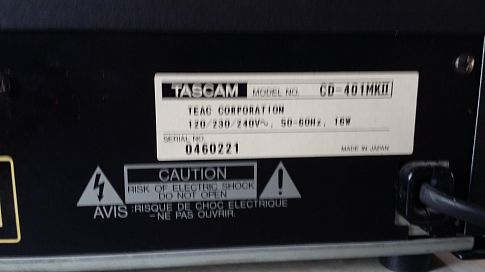 TASCAM MODEL NO. CD-401MKII
TEAC CORPORATION
120/230/240V~, 50-60Hz, 16W
SERIAL NO.
0460221 MADE IN JAPAN
CAUTION
RISK OF ELECTRIC SHOCK
DO NOT OPEN
AVIS :RISQUE DE CHOC ELECTRIQUE
-NE PAS OUVRIR.